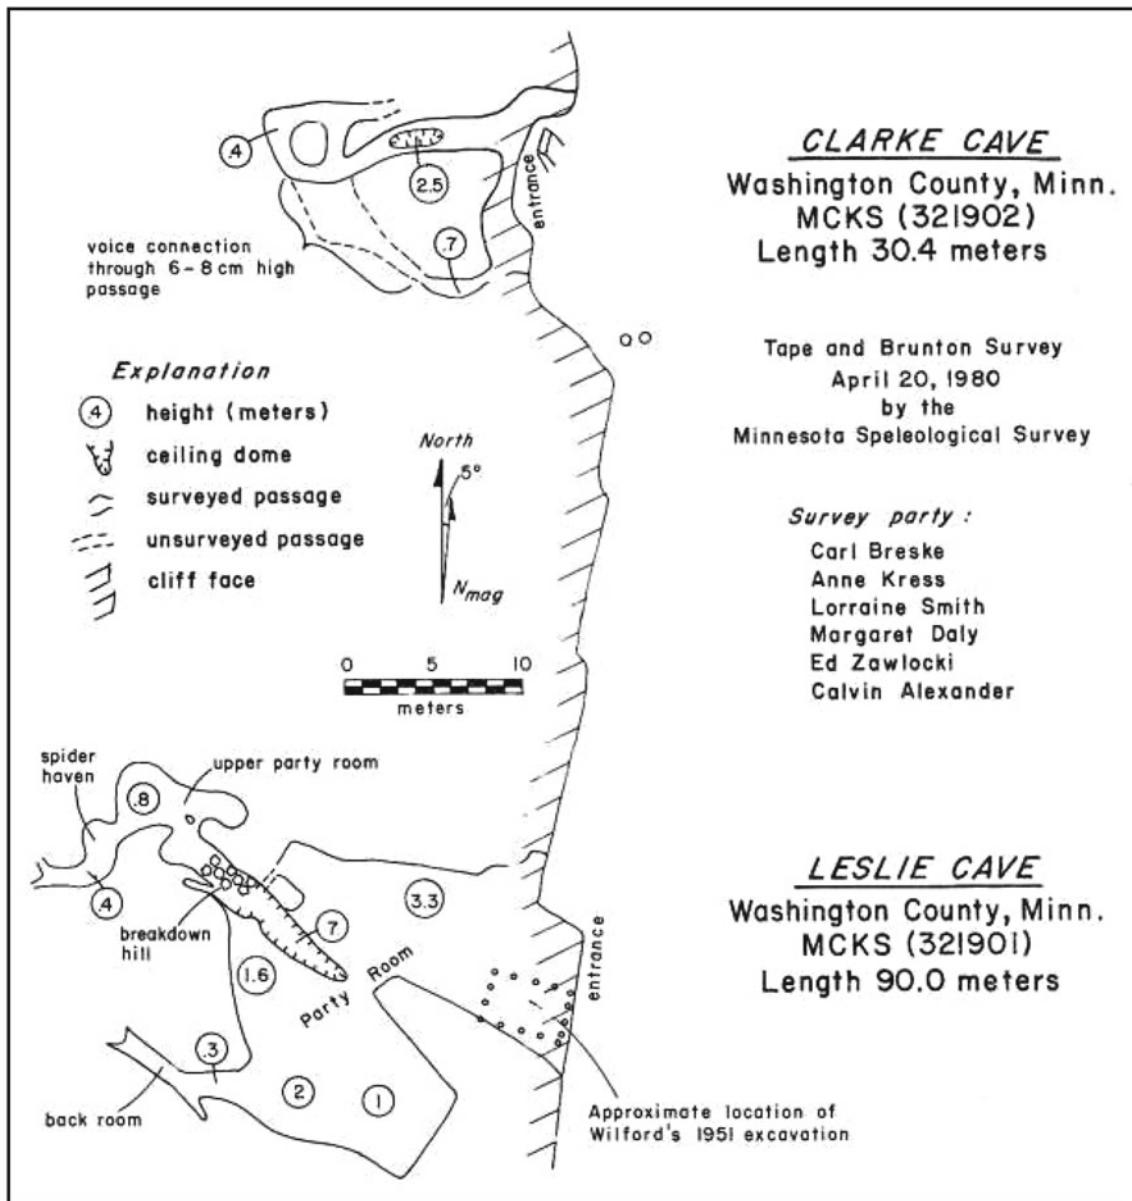 CLARKE CAVE
Washington County, Minn.
MCKS (321902)
Length 30.4 meters
.4
2.5
.7
entrance
voice connection
through 6-8 cm high
passage
Explanation
.4 height (meters)
ceiling dome
surveyed passage
unsurveyed passage
cliff face
North
5°
Nmag
0 5 10
meters
Tape and Brunton Survey
April 20, 1980
by the
Minnesota Speleological Survey
Survey party :
Carl Breske
Anne Kress
Lorraine Smith
Margaret Daly
Ed Zawlocki
Calvin Alexander
spider
haven
upper party room
.8
.4
breakdown
hill
7
3.3
1.6
Party Room
entrance
.3
2
1
back room
Approximate location of
Wilford's 1951 excavation
LESLIE CAVE
Washington County, Minn.
MCKS (321901)
Length 90.0 meters